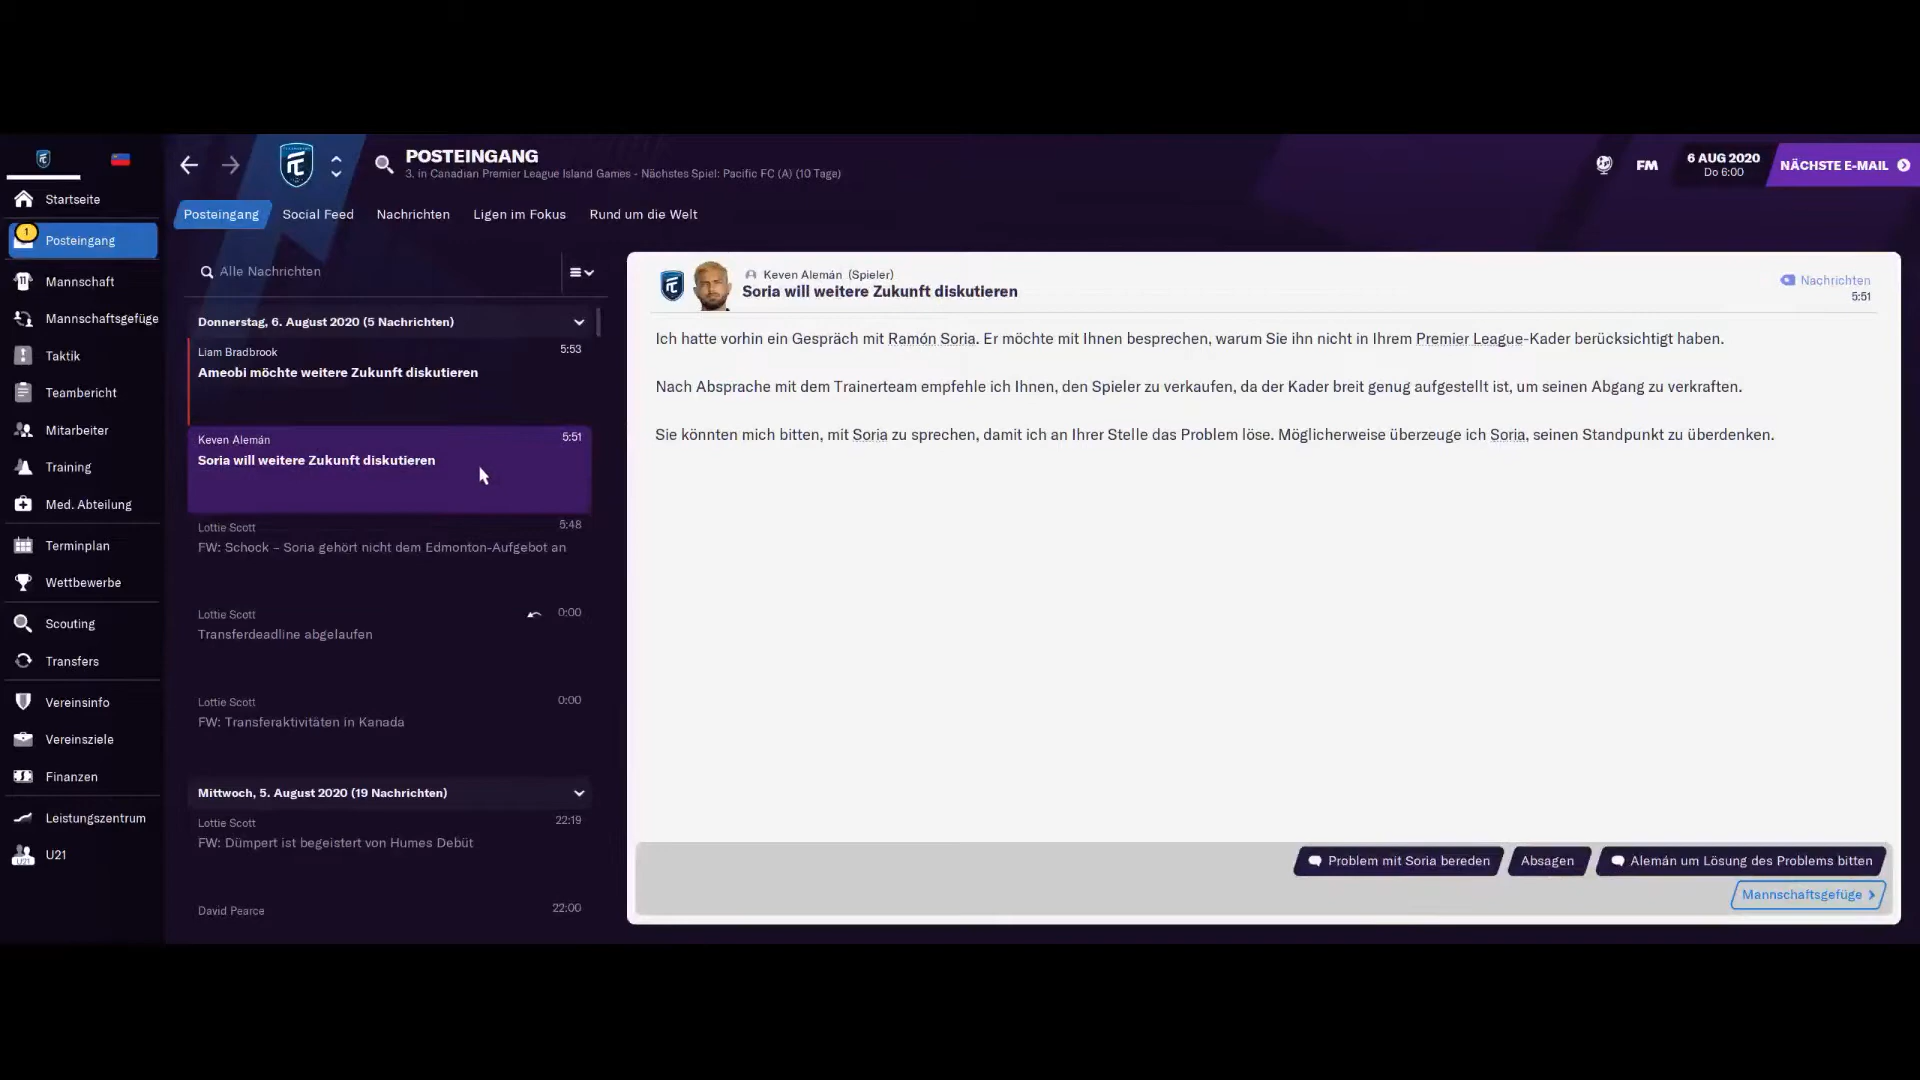 POSTEINGANG
3. in Canadian Premier League Island Games - Nächstes Spiel: Pacific FC (A) (10 Tage)
FM
6 AUG 2020
Do 6:00
NÄCHSTE E-MAIL
Startseite
1
Posteingang
Mannschaft
Mannschaftsgefüge
Taktik
Teambericht
Mitarbeiter
Training
Med. Abteilung
Terminplan
Wettbewerbe
Scouting
Transfers
Vereinsinfo
Vereinsziele
Finanzen
Leistungszentrum
U21
Posteingang Social Feed Nachrichten Ligen im Fokus Rund um die Welt
Alle Nachrichten
Donnerstag, 6. August 2020 (5 Nachrichten)
Liam Bradbrook 5:53
Ameobi möchte weitere Zukunft diskutieren
Keven Alemán 5:51
Soria will weitere Zukunft diskutieren
Lottie Scott 5:48
FW: Schock – Soria gehört nicht dem Edmonton-Aufgebot an
Lottie Scott 0:00
Transferdeadline abgelaufen
Lottie Scott 0:00
FW: Transferaktivitäten in Kanada
Mittwoch, 5. August 2020 (19 Nachrichten)
Lottie Scott 22:19
FW: Dümpert ist begeistert von Humes Debüt
David Pearce 22:00
Keven Alemán (Spieler)
Soria will weitere Zukunft diskutieren
Nachrichten
5:51
Ich hatte vorhin ein Gespräch mit Ramón Soria. Er möchte mit Ihnen besprechen, warum Sie ihn nicht in Ihrem Premier League-Kader berücksichtigt haben.
Nach Absprache mit dem Trainerteam empfehle ich Ihnen, den Spieler zu verkaufen, da der Kader breit genug aufgestellt ist, um seinen Abgang zu verkraften.
Sie könnten mich bitten, mit Soria zu sprechen, damit ich an Ihrer Stelle das Problem löse. Möglicherweise überzeuge ich Soria, seinen Standpunkt zu überdenken.
Problem mit Soria bereden
Absagen
Alemán um Lösung des Problems bitten
Mannschaftsgefüge